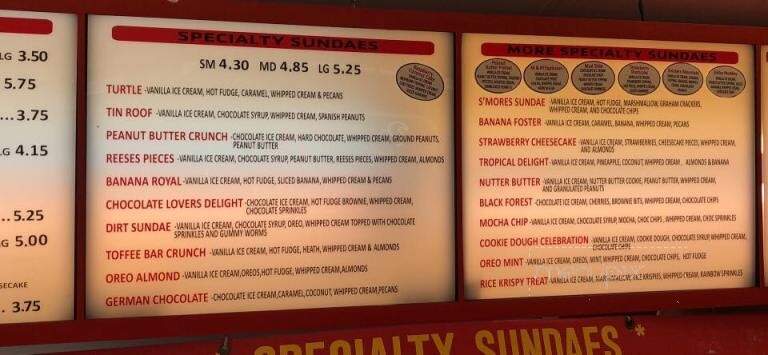 LG 3.50
5.75
...3.75
LG 4.15
..5.25
LG 5.00
3.75
SPECIALTY SUNDAES
SM 4.30 MD 4.85 LG 5.25
TURTLE -VANILLA ICE CREAM, HOT FUDGE, CARAMEL, WHIPPED CREAM & PECANS
TIN ROOF -VANILLA ICE CREAM, CHOCOLATE SYRUP, WHIPPED CREAM, SPANISH PEANUTS
PEANUT BUTTER CRUNCH -CHOCOLATE ICE CREAM, HARD CHOCOLATE, WHIPPED CREAM, GROUND PEANUTS,
PEANUT BUTTER
REESES PIECES -VANILLA ICE CREAM, CHOCOLATE SYRUP, PEANUT BUTTER, REESES PIECES, WHIPPED CREAM, ALMONDS
BANANA ROYAL -VANILLA ICE CREAM, HOT FUDGE, SLICED BANANA, WHIPPED CREAM & PECANS
CHOCOLATE LOVERS DELIGHT -CHOCOLATE ICE CREAM, HOT FUDGE BROWNIE, WHIPPED CREAM,
CHOCOLATE SPRINKLES
DIRT SUNDAE -VANILLA ICE CREAM, CHOCOLATE SYRUP, OREO, WHIPPED CREAM TOPPED WITH CHOCOLATE
SPRINKLES AND GUMMY WORMS
TOFFEE BAR CRUNCH -VANILLA ICE CREAM, HOT FUDGE, HEATH, WHIPPED CREAM & ALMONDS
OREO ALMOND -VANILLA ICE CREAM,OREOS,HOT FUDGE, WHIPPED CREAM,ALMONDS
GERMAN CHOCOLATE -CHOCOLATE ICE CREAM,CARAMEL,COCONUT, WHIPPED CREAM,PECANS
MORE SPECIALTY SUNDAES
S'MORES SUNDAE -VANILLA ICE CREAM, HOT FUDGE, MARSHMALLOW, GRAHAM CRACKERS,
WHIPPED CREAM, AND CHOCOLATE CHIPS
BANANA FOSTER -VANILLA ICE CREAM, CARAMEL, BANANA, WHIPPED CREAM, PECANS
STRAWBERRY CHEESECAKE -VANILLA ICE CREAM, STRAWBERRIES, CHEESECAKE PIECES, WHIPPED CREAM,
AND ALMONDS
TROPICAL DELIGHT -VANILLA ICE CREAM, PINEAPPLE, COCONUT, WHIPPED CREAM, ALMONDS & BANANA
NUTTER BUTTER -VANILLA ICE CREAM, NUTTER BUTTER COOKIE, PEANUT BUTTER, WHIPPED CREAM,
AND GRANULATED PEANUTS
BLACK FOREST -CHOCOLATE ICE CREAM, CHERRIES, BROWNIE BITS, WHIPPED CREAM, CHOCOLATE CHIPS
MOCHA CHIP -VANILLA ICE CREAM, CHOCOLATE SYRUP, MOCHA, CHOC CHIPS, WHIPPED CREAM, CHOC SPRINKLES
COOKIE DOUGH CELEBRATION -VANILLA ICE CREAM, COOKIE DOUGH, CHOCOLATE SYRUP WHIPPED CREAM,
CHOCOLATE CHIPS
OREO MINT -VANILLA ICE CREAM, OREOS, MINT, WHIPPED CREAM, CHOCOLATE CHIPS, HOT FUDGE
RICE KRISPY TREAT -VANILLA ICE CREAM, MARSHMALLOW, RICE KRISPIES, WHIPPED CREAM, RAINBOW SPRINKLES
SPECIALTY SUNDAES *